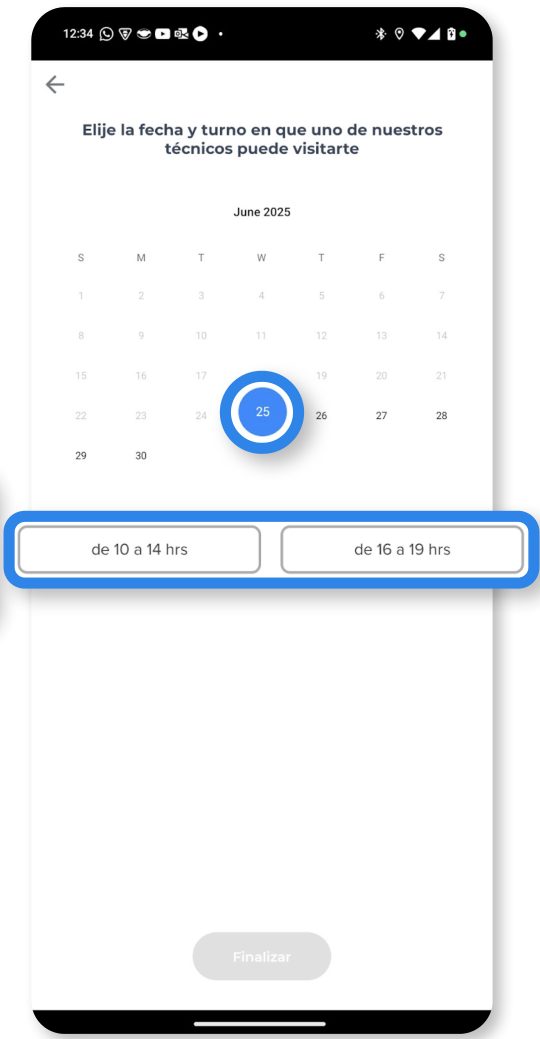 12:34
Elije la fecha y turno en que uno de nuestros
técnicos puede visitarte
June 2025
S M T W T F S
1 2 3 4 5 6 7
8 9 10 11 12 13 14
15 16 17 19 20 21
22 23 24 25 26 27 28
29 30
de 10 a 14 hrs de 16 a 19 hrs
Finalizar